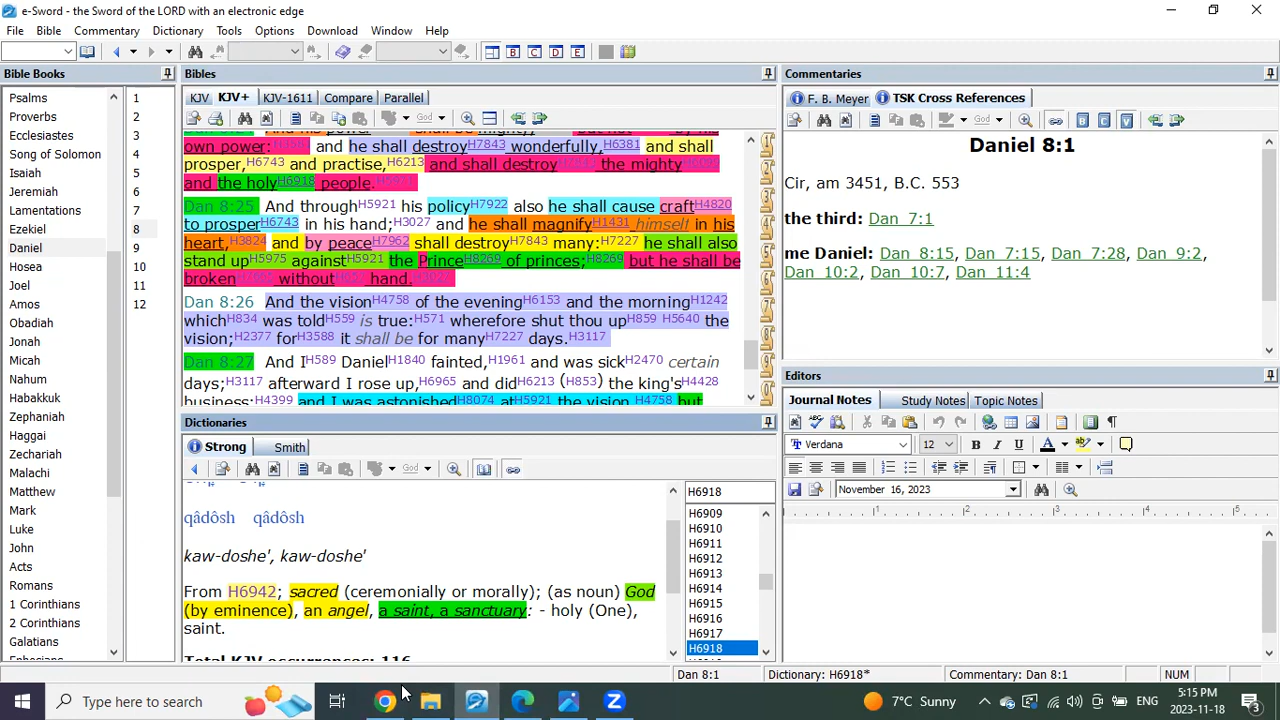 e-Sword - the Sword of the LORD with an electronic edge
File Bible Commentary Dictionary Tools Options Download Window Help
B C D E
Bible Books
Psalms
Proverbs
Ecclesiastes
Song of Solomon
Isaiah
Jeremiah
Lamentations
Ezekiel
Daniel
Hosea
Joel
Amos
Obadiah
Jonah
Micah
Nahum
Habakkuk
Zephaniah
Haggai
Zechariah
Malachi
Matthew
Mark
Luke
John
Acts
Romans
1 Corinthians
2 Corinthians
Galatians
1
2
3
4
5
6
7
8
9
10
11
12
Bibles
KJV KJV+ KJV-1611 Compare Parallel
God
own power: and he shall destroyH7843 wonderfully,H6381 and shall
prosper,H6743 and practise,H6213 and shall destroy the mighty
and the holyH6918 people.
Dan 8:25 And throughH5921 his policyH7922 also he shall cause craftH4820
to prosperH6743 in his hand;H3027 and he shall magnifyH1431 himself in his
heart,H3824 and by peaceH7962 shall destroyH7843 many:H7227 he shall also
stand upH5975 againstH5921 the PrinceH8269 of princes;H8269 but he shall be
broken without hand.
Dan 8:26 And the visionH4758 of the eveningH6153 and the morningH1242
whichH834 was toldH559 is true:H571 wherefore shut thou upH859 H5640 the
vision;H2377 forH3588 it shall be for manyH7227 days.H3117
Dan 8:27 And IH589 DanielH1840 fainted,H1961 and was sickH2470 certain
days;H3117 afterward I rose up,H6965 and didH6213 (H853) the king'sH4428
business:H4399 and I was astonishedH8074 atH5921 the vision,H4758 but
Dictionaries
Strong Smith
God
qâdôsh qâdôsh
kaw-doshe', kaw-doshe'
From H6942; sacred (ceremonially or morally); (as noun) God
(by eminence), an angel, a saint, a sanctuary: - holy (One),
saint.
Total KJV occurrences: 116
H6918
H6909
H6910
H6911
H6912
H6913
H6914
H6915
H6916
H6917
H6918
Commentaries
F. B. Meyer TSK Cross References
God B C V
Daniel 8:1
Cir, am 3451, B.C. 553
the third: Dan 7:1
me Daniel: Dan 8:15, Dan 7:15, Dan 7:28, Dan 9:2,
Dan 10:2, Dan 10:7, Dan 11:4
Editors
Journal Notes Study Notes Topic Notes
Verdana 12 B I U A
November 16, 2023
1 2 3 4 5
Dan 8:1 Dictionary: H6918* Commentary: Dan 8:1 NUM
Type here to search
7°C Sunny
ENG
5:15 PM
2023-11-18
3